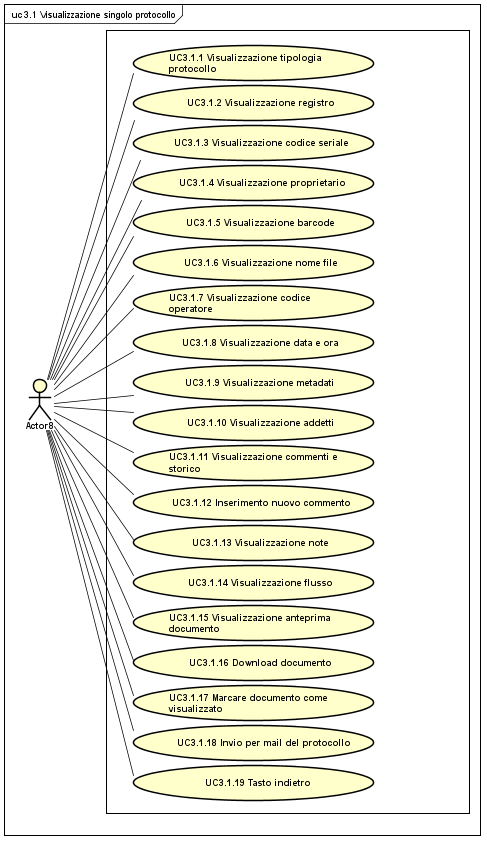 uc3.1 Visualizzazione singolo protocollo
UC3.1.1 Visualizzazione tipologia
protocollo
UC3.1.2 Visualizzazione registro
UC3.1.3 Visualizzazione codice seriale
UC3.1.4 Visualizzazione proprietario
UC3.1.5 Visualizzazione barcode
UC3.1.6 Visualizzazione nome file
UC3.1.7 Visualizzazione codice
operatore
UC3.1.8 Visualizzazione data e ora
UC3.1.9 Visualizzazione metadati
Actor8
UC3.1.10 Visualizzazione addetti
UC3.1.11 Visualizzazione commenti e
storico
UC3.1.12 Inserimento nuovo commento
UC3.1.13 Visualizzazione note
UC3.1.14 Visualizzazione flusso
UC3.1.15 Visualizzazione anteprima
documento
UC3.1.16 Download documento
UC3.1.17 Marcare documento come
visualizzato
UC3.1.18 Invio per mail del protocollo
UC3.1.19 Tasto indietro